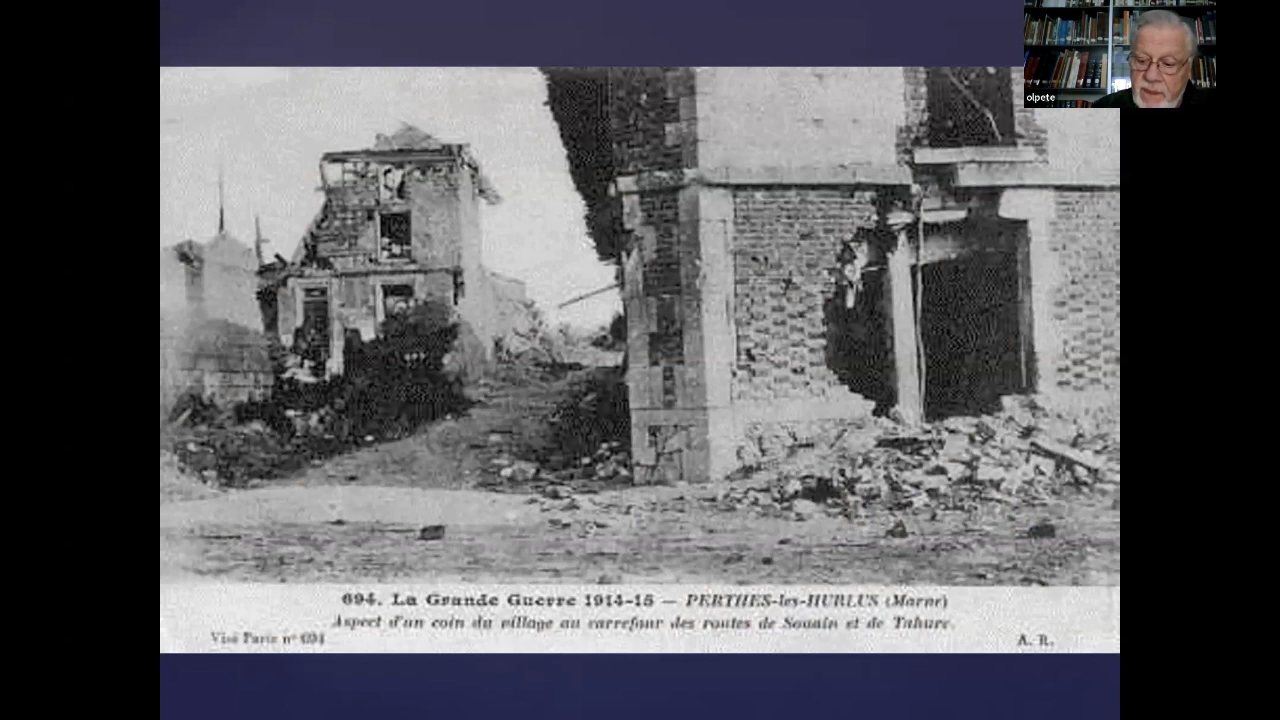 olpete
694. La Grande Guerre 1914-15 — PERTHES-les-HURLUS (Marne)
Aspect d'un coin du village au carrefour des routes de Souain et de Tahure.
Visé Paris n° 694
A. R.